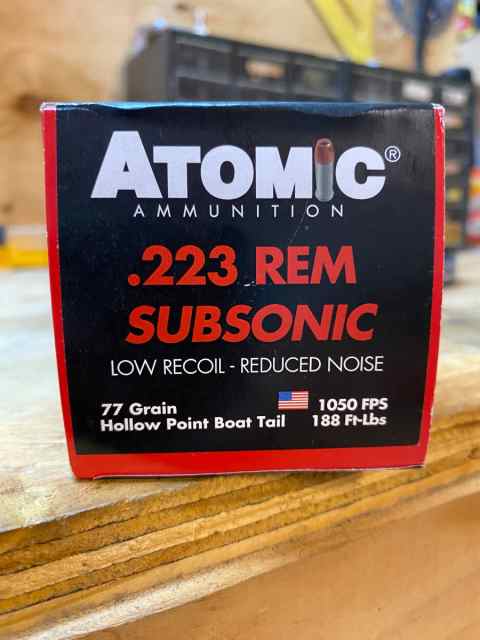 ATOMIC®
AMMUNITION
.223 REM
SUBSONIC
LOW RECOIL - REDUCED NOISE
77 Grain 1050 FPS
Hollow Point Boat Tail 188 Ft-Lbs